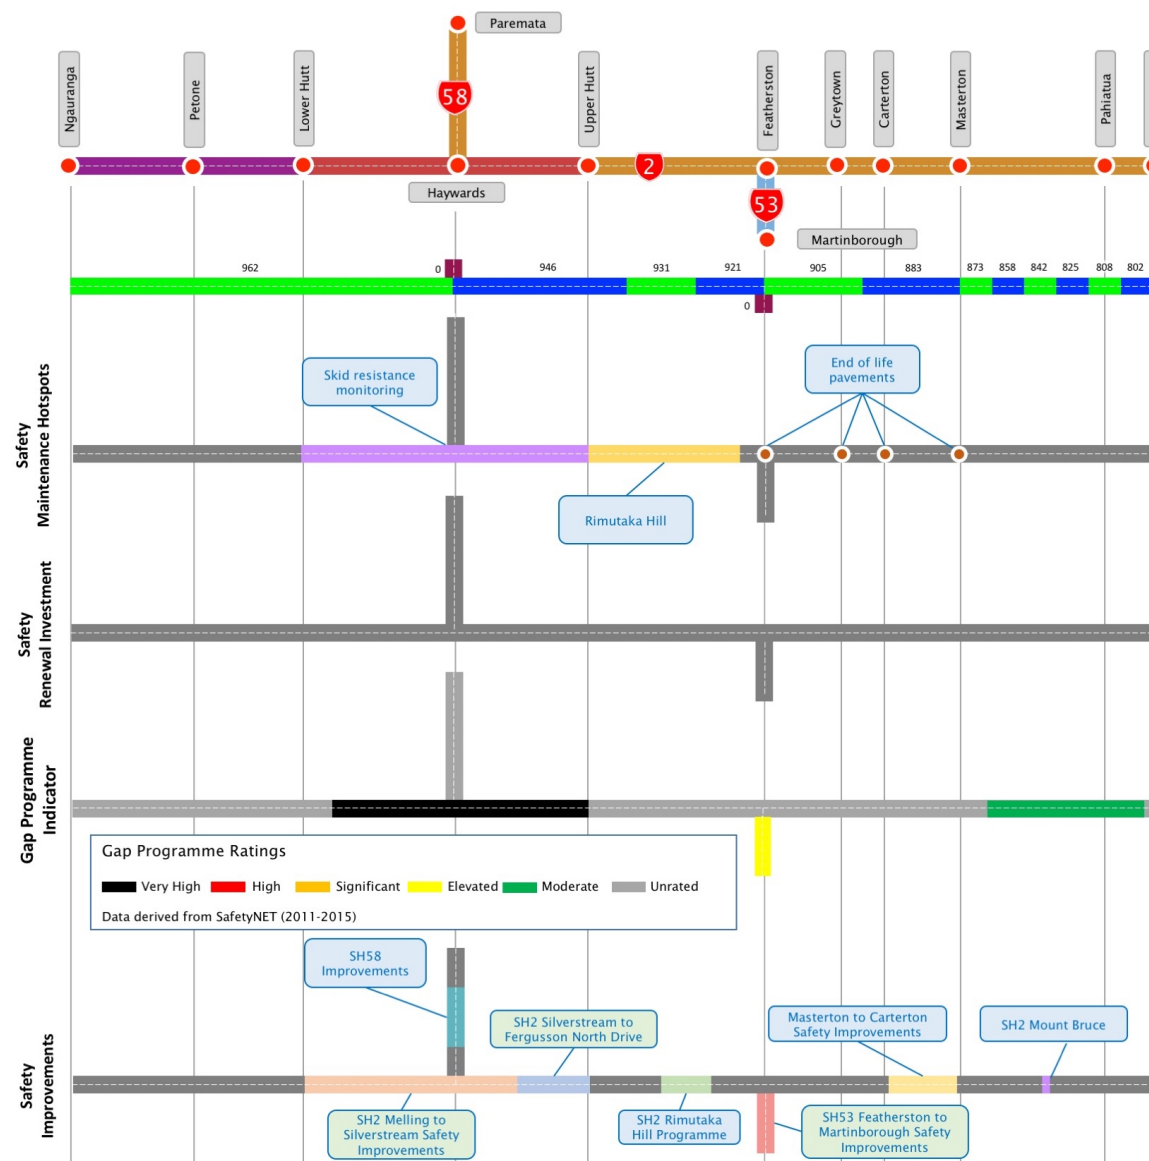 Paremata
Ngauranga
Petone
Lower Hutt
58
Upper Hutt
Featherston
Greytown
Carterton
Masterton
Pahiatua
2
Haywards
53
Martinborough
962
0
946
931
921
905
883
873
858
842
825
808
802
0
Safety
Maintenance Hotspots
Skid resistance
monitoring
End of life
pavements
Rimutaka Hill
Safety
Renewal Investment
Gap Programme
Indicator
Gap Programme Ratings
Very High
High
Significant
Elevated
Moderate
Unrated
Data derived from SafetyNET (2011-2015)
Safety
Improvements
SH58
Improvements
SH2 Silverstream to
Fergusson North Drive
Masterton to Carterton
Safety Improvements
SH2 Mount Bruce
SH2 Melling to
Silverstream Safety
Improvements
SH2 Rimutaka
Hill Programme
SH53 Featherston to
Martinborough Safety
Improvements